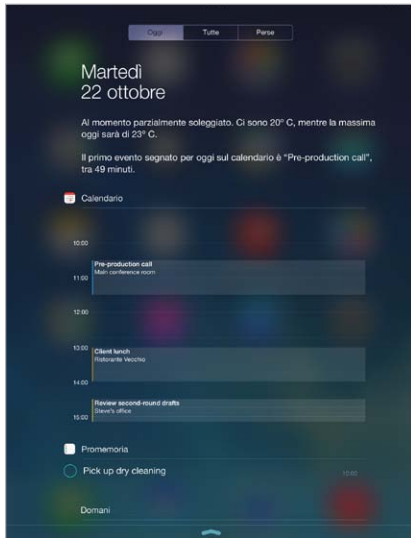 Oggi
Tutte
Perse
Martedì
22 ottobre
Al momento parzialmente soleggiato. Ci sono 20° C, mentre la massima
oggi sarà di 23° C.
Il primo evento segnato per oggi sul calendario è “Pre-production call”,
tra 49 minuti.
Calendario
10:00
Pre-production call
Main conference room
11:00
12:00
13:00
Client lunch
Ristorante Vecchio
14:00
Review second-round drafts
Steve's office
15:00
Promemoria
Pick up dry cleaning
Domani